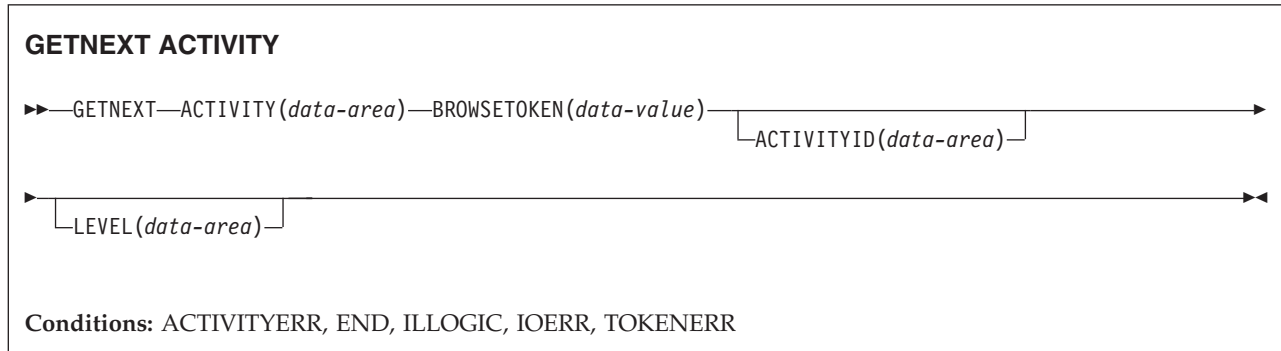 GETNEXT ACTIVITY
GETNEXT ACTIVITY(data-area) BROWSETOKEN(data-value)
ACTIVITYID(data-area)
LEVEL(data-area)
Conditions: ACTIVITYERR, END, ILLOGIC, IOERR, TOKENERR